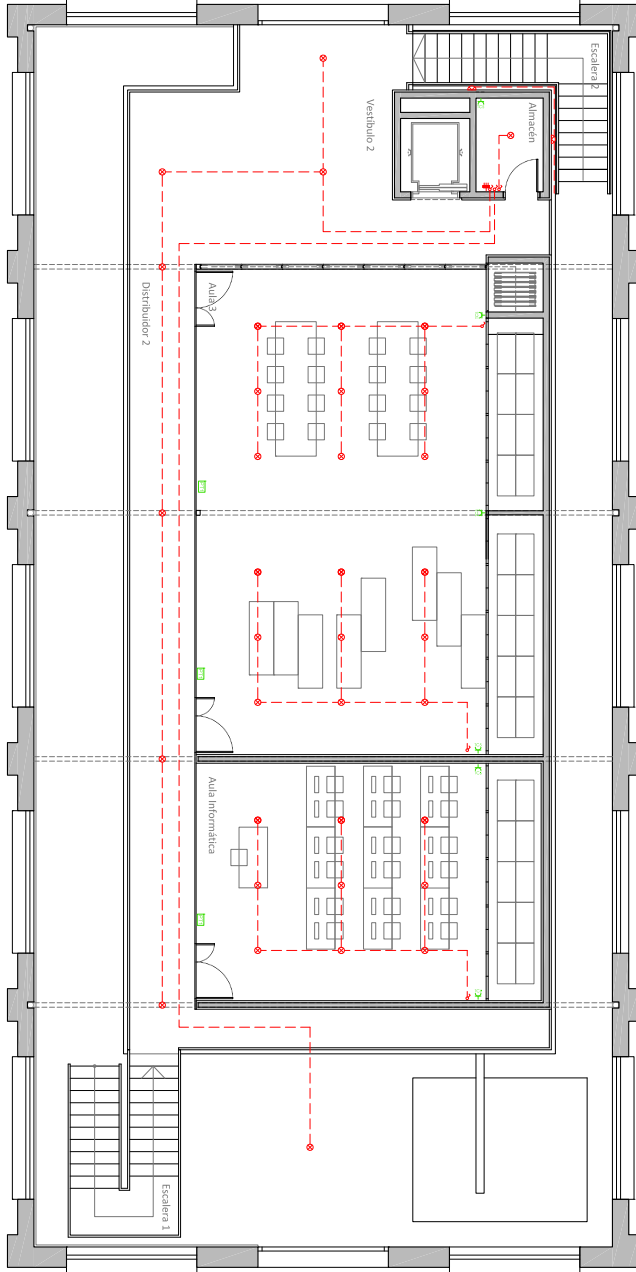 Escalera 2
Almacén
Vestíbulo 2
Aula 3
Distribuidor 2
Aula Informática
Escalera 1